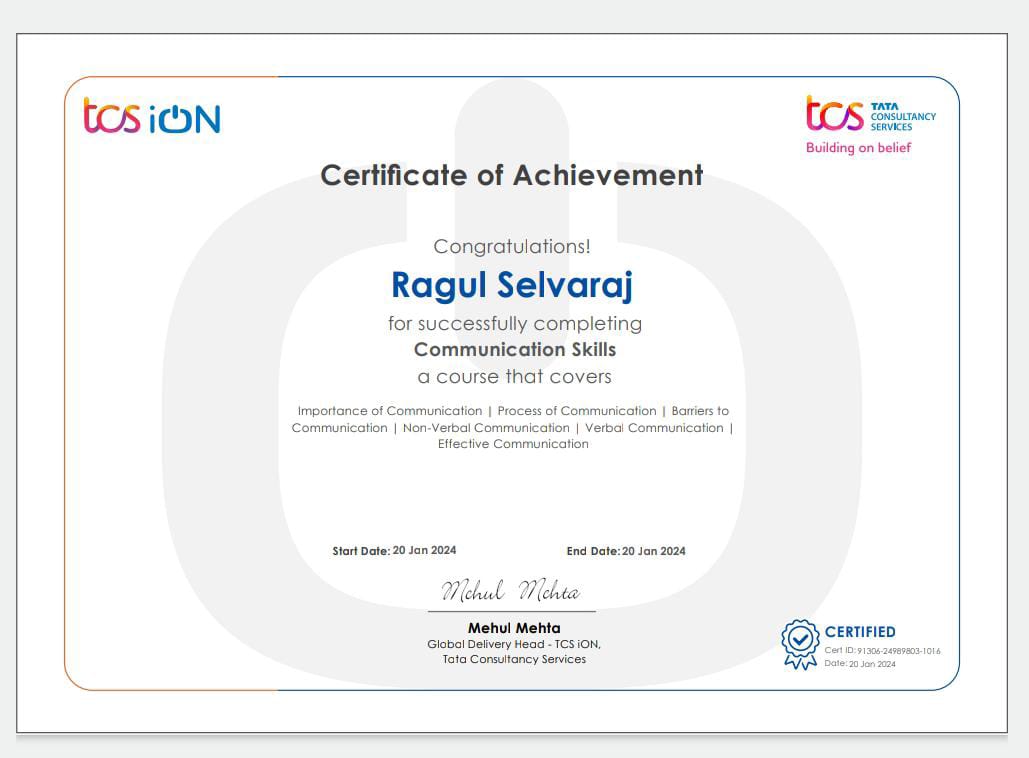 tcs iON
tcs TATA
CONSULTANCY
SERVICES
Building on belief
Certificate of Achievement
Congratulations!
Ragul Selvaraj
for successfully completing
Communication Skills
a course that covers
Importance of Communication | Process of Communication | Barriers to
Communication | Non-Verbal Communication | Verbal Communication |
Effective Communication
Start Date: 20 Jan 2024 End Date: 20 Jan 2024
Mehul Mehta
Mehul Mehta
Global Delivery Head - TCS iON,
Tata Consultancy Services
CERTIFIED
Cert ID: 91306-24989803-1016
Date: 20 Jan 2024